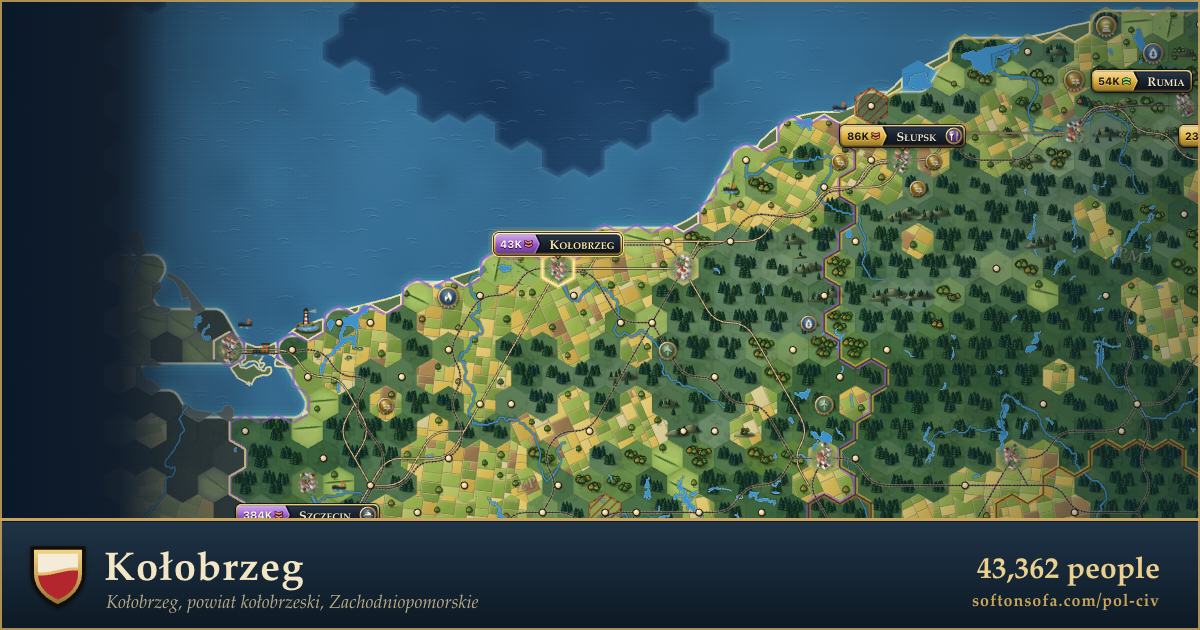 54K Rumia
86K Słupsk
23
43K Kołobrzeg
384K Szczecin
Kołobrzeg
Kołobrzeg, powiat kołobrzeski, Zachodniopomorskie
43,362 people
softonsofa.com/pol-civ